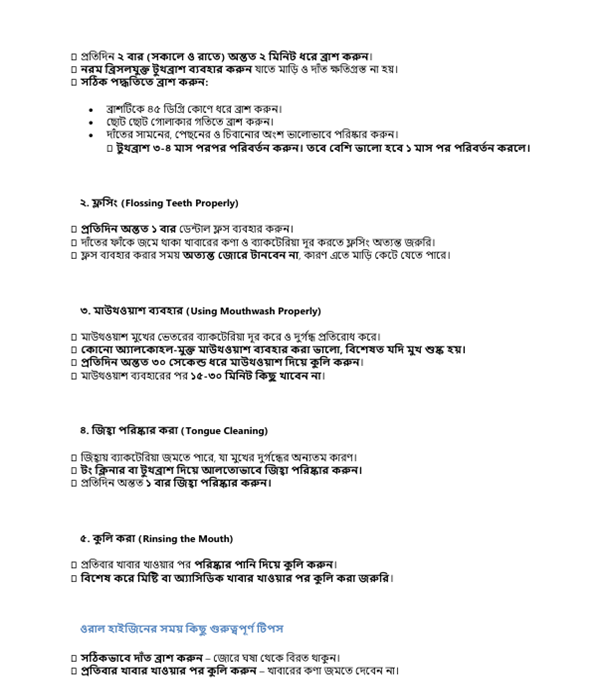 প্রতিদিন ২ বার (সকালে ও রাতে) অন্তত ২ মিনিট ধরে ব্রাশ করুন।
নরম ব্রিসলযুক্ত টুথব্রাশ ব্যবহার করুন যাতে মাড়ি ও দাঁত ক্ষতিগ্রস্ত না হয়।
সঠিক পদ্ধতিতে ব্রাশ করুন:
• ব্রাশটিকে ৪৫ ডিগ্রি কোণে ধরে ব্রাশ করুন।
• ছোট ছোট গোলাকার গতিতে ব্রাশ করুন।
• দাঁতের সামনের, পেছনের ও চিবানোর অংশ ভালোভাবে পরিষ্কার করুন।
টুথব্রাশ ৩-৪ মাস পরপর পরিবর্তন করুন। তবে বেশি ভালো হবে ১ মাস পর পরিবর্তন করলে।
২. ফ্লসিং (Flossing Teeth Properly)
প্রতিদিন অন্তত ১ বার ডেন্টাল ফ্লস ব্যবহার করুন।
দাঁতের ফাঁকে জমে থাকা খাবারের কণা ও ব্যাকটেরিয়া দূর করতে ফ্লসিং অত্যন্ত জরুরি।
ফ্লস ব্যবহার করার সময় অত্যন্ত জোরে টানবেন না, কারণ এতে মাড়ি কেটে যেতে পারে।
৩. মাউথওয়াশ ব্যবহার (Using Mouthwash Properly)
মাউথওয়াশ মুখের ভেতরের ব্যাকটেরিয়া দূর করে ও দুর্গন্ধ প্রতিরোধ করে।
কোনো অ্যালকোহল-মুক্ত মাউথওয়াশ ব্যবহার করা ভালো, বিশেষত যদি মুখ শুষ্ক হয়।
প্রতিদিন অন্তত ৩০ সেকেন্ড ধরে মাউথওয়াশ দিয়ে কুলি করুন।
মাউথওয়াশ ব্যবহারের পর ১৫-৩০ মিনিট কিছু খাবেন না।
৪. জিহ্বা পরিষ্কার করা (Tongue Cleaning)
জিহ্বায় ব্যাকটেরিয়া জমতে পারে, যা মুখের দুর্গন্ধের অন্যতম কারণ।
টং ক্লিনার বা টুথব্রাশ দিয়ে আলতোভাবে জিহ্বা পরিষ্কার করুন।
প্রতিদিন অন্তত ১ বার জিহ্বা পরিষ্কার করুন।
৫. কুলি করা (Rinsing the Mouth)
প্রতিবার খাবার খাওয়ার পর পরিষ্কার পানি দিয়ে কুলি করুন।
বিশেষ করে মিষ্টি বা অ্যাসিডিক খাবার খাওয়ার পর কুলি করা জরুরি।
ওরাল হাইজিনের সময় কিছু গুরুত্বপূর্ণ টিপস
সঠিকভাবে দাঁত ব্রাশ করুন – জোরে ঘষা থেকে বিরত থাকুন।
প্রতিবার খাবার খাওয়ার পর কুলি করুন – খাবারের কণা জমতে দেবেন না।